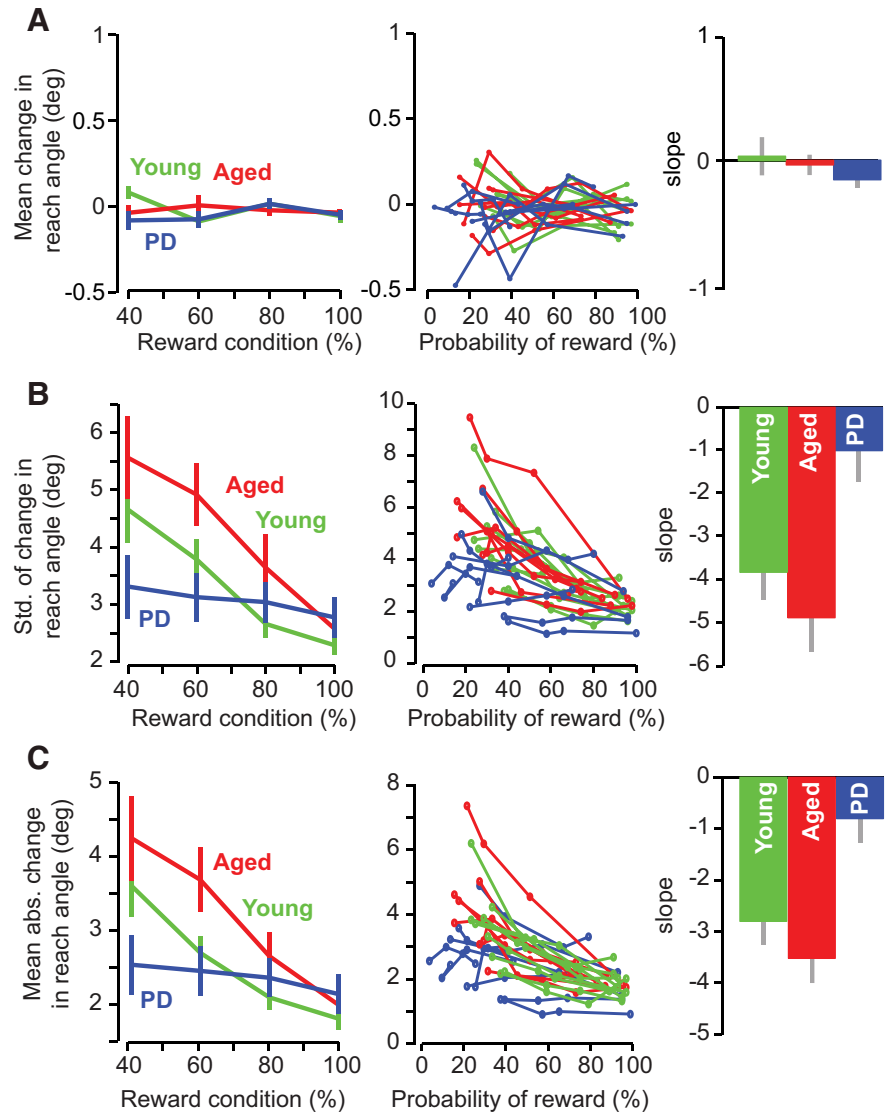 A
Mean change in
reach angle (deg)
1
0.5
0
-0.5
Young
Aged
PD
40 60 80 100
Reward condition (%)
1
0.5
0
-0.5
0 20 40 60 80 100
Probability of reward (%)
slope
1
0
-1
B
Std. of change in
reach angle (deg)
6
5
4
3
2
Aged
Young
PD
40 60 80 100
Reward condition (%)
10
8
6
4
2
0
0 20 40 60 80 100
Probability of reward (%)
slope
0
-1
-2
-3
-4
-5
-6
Young
Aged
PD
C
Mean abs. change
in reach angle (deg)
5
4
3
2
Aged
Young
PD
40 60 80 100
Reward condition (%)
8
6
4
2
0
0 20 40 60 80 100
Probability of reward (%)
slope
0
-1
-2
-3
-4
-5
Young
Aged
PD